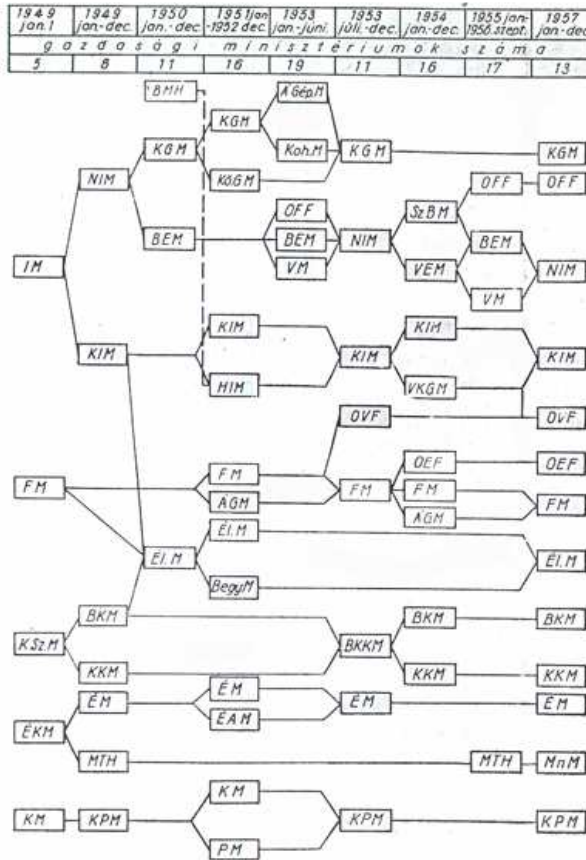 1949 1949 1950 1951 jan 1953 1953 1954 1955 jan- 1957
jan.1 jan-dec. jan.-dec. -1952 dec. jan.-juni. júli.-dec. jan.-dec. 1956.szept. jan-dec.
gazdasági minisztériumok száma
5 8 11 16 19 11 16 17 13
BMH ÁGép.M
KGM KGM Koh.M KGM KGM
NIM KöGM OFF OFF
OFF SzBM
BEM BEM NIM BEM
IM VM VEM NIM
VM
KIM KIM
KIM KIM KIM
HIM VKGM
OVF OvF
FM OEF OEF
FM FM FM FM
ÁGM ÁGM
Él.M
Él.M Él.M
BegyM
BKM BKM BKM
KSz.M BKKM
KKM KKM KKM
ÉM ÉM ÉM ÉM
ÉAM
ÉKM
MTH MTH MnM
KM
KM KPM KPM KPM
PM